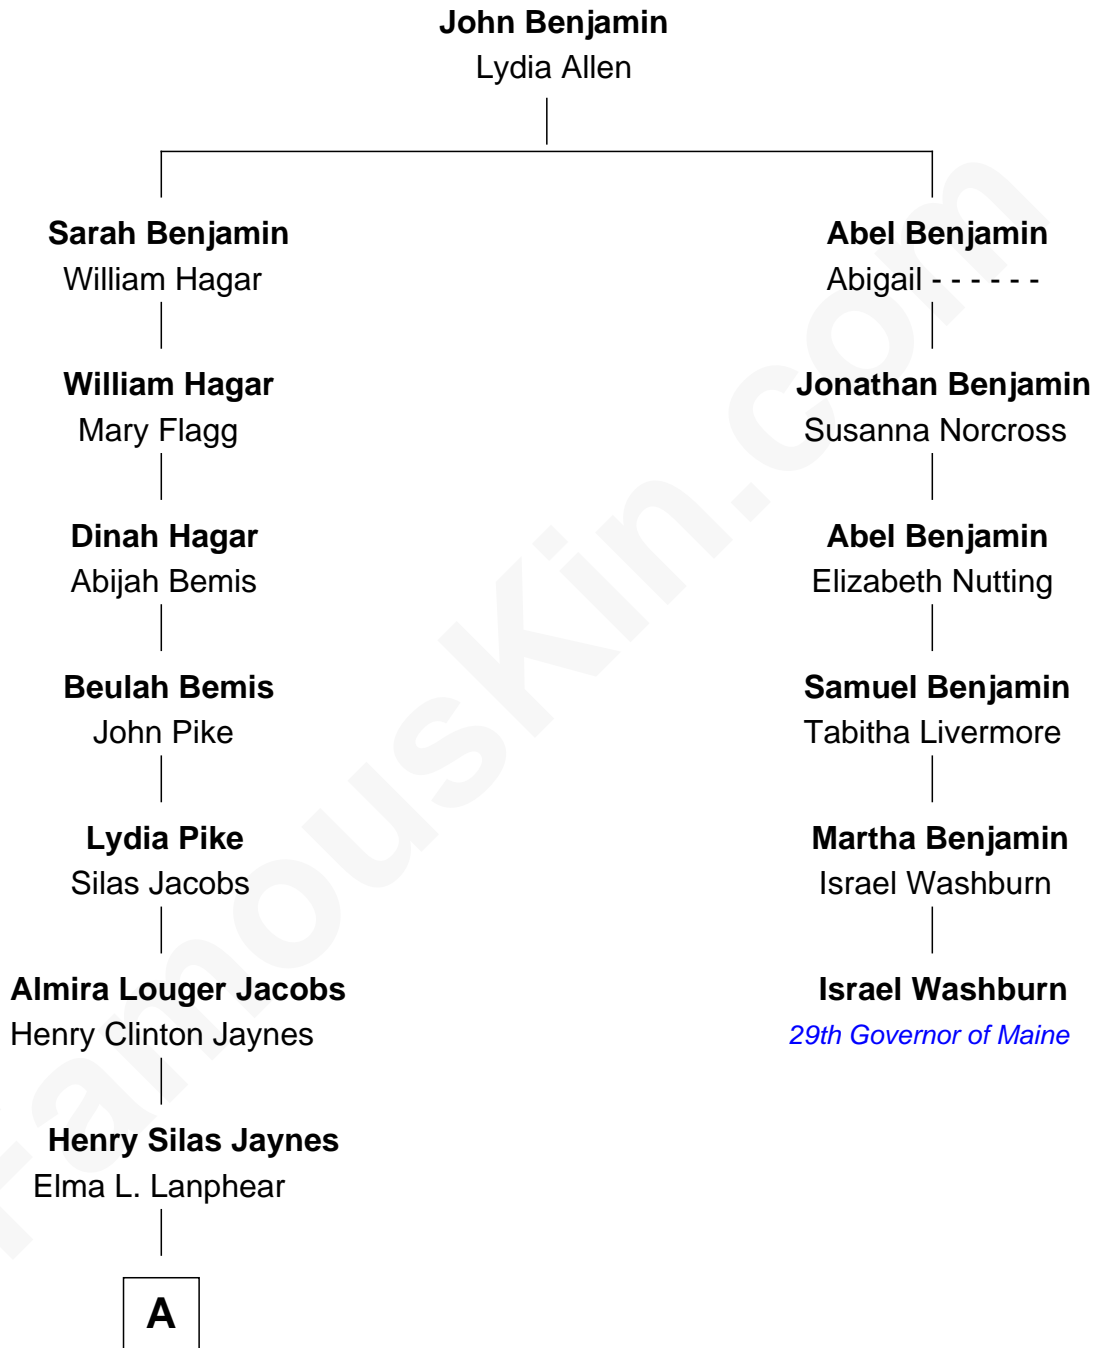 John Benjamin
Lydia Allen
Sarah Benjamin
William Hagar
Abel Benjamin
Abigail - - - - - -
William Hagar
Mary Flagg
Jonathan Benjamin
Susanna Norcross
Dinah Hagar
Abijah Bemis
Abel Benjamin
Elizabeth Nutting
Beulah Bemis
John Pike
Samuel Benjamin
Tabitha Livermore
Lydia Pike
Silas Jacobs
Martha Benjamin
Israel Washburn
Almira Louger Jacobs
Henry Clinton Jaynes
Israel Washburn
29th Governor of Maine
Henry Silas Jaynes
Elma L. Lanphear
A
FamousKin.com